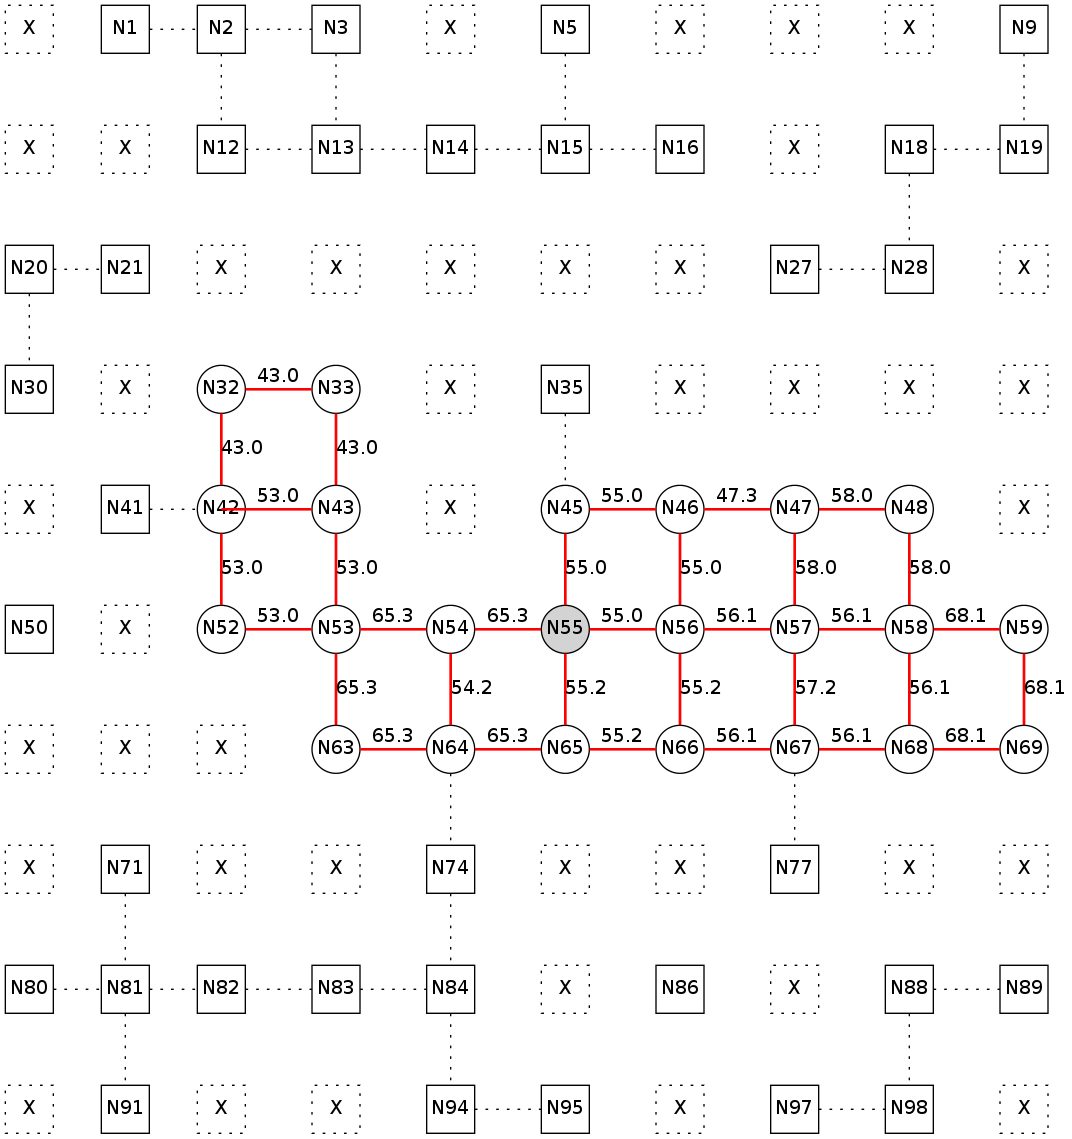 X N1 N2 N3 X N5 X X X N9
X X N12 N13 N14 N15 N16 X N18 N19
N20 N21 X X X X X N27 N28 X
43.0
N30 X N32 N33 X N35 X X X X
43.0 43.0
53.0 55.0 47.3 58.0
X N41 N42 N43 X N45 N46 N47 N48 X
53.0 53.0 55.0 55.0 58.0 58.0
53.0 65.3 65.3 55.0 56.1 56.1 68.1
N50 X N52 N53 N54 N55 N56 N57 N58 N59
65.3 54.2 55.2 55.2 57.2 56.1 68.1
65.3 65.3 55.2 56.1 56.1 68.1
X X X N63 N64 N65 N66 N67 N68 N69
X N71 X X N74 X X N77 X X
N80 N81 N82 N83 N84 X N86 X N88 N89
X N91 X X N94 N95 X N97 N98 X